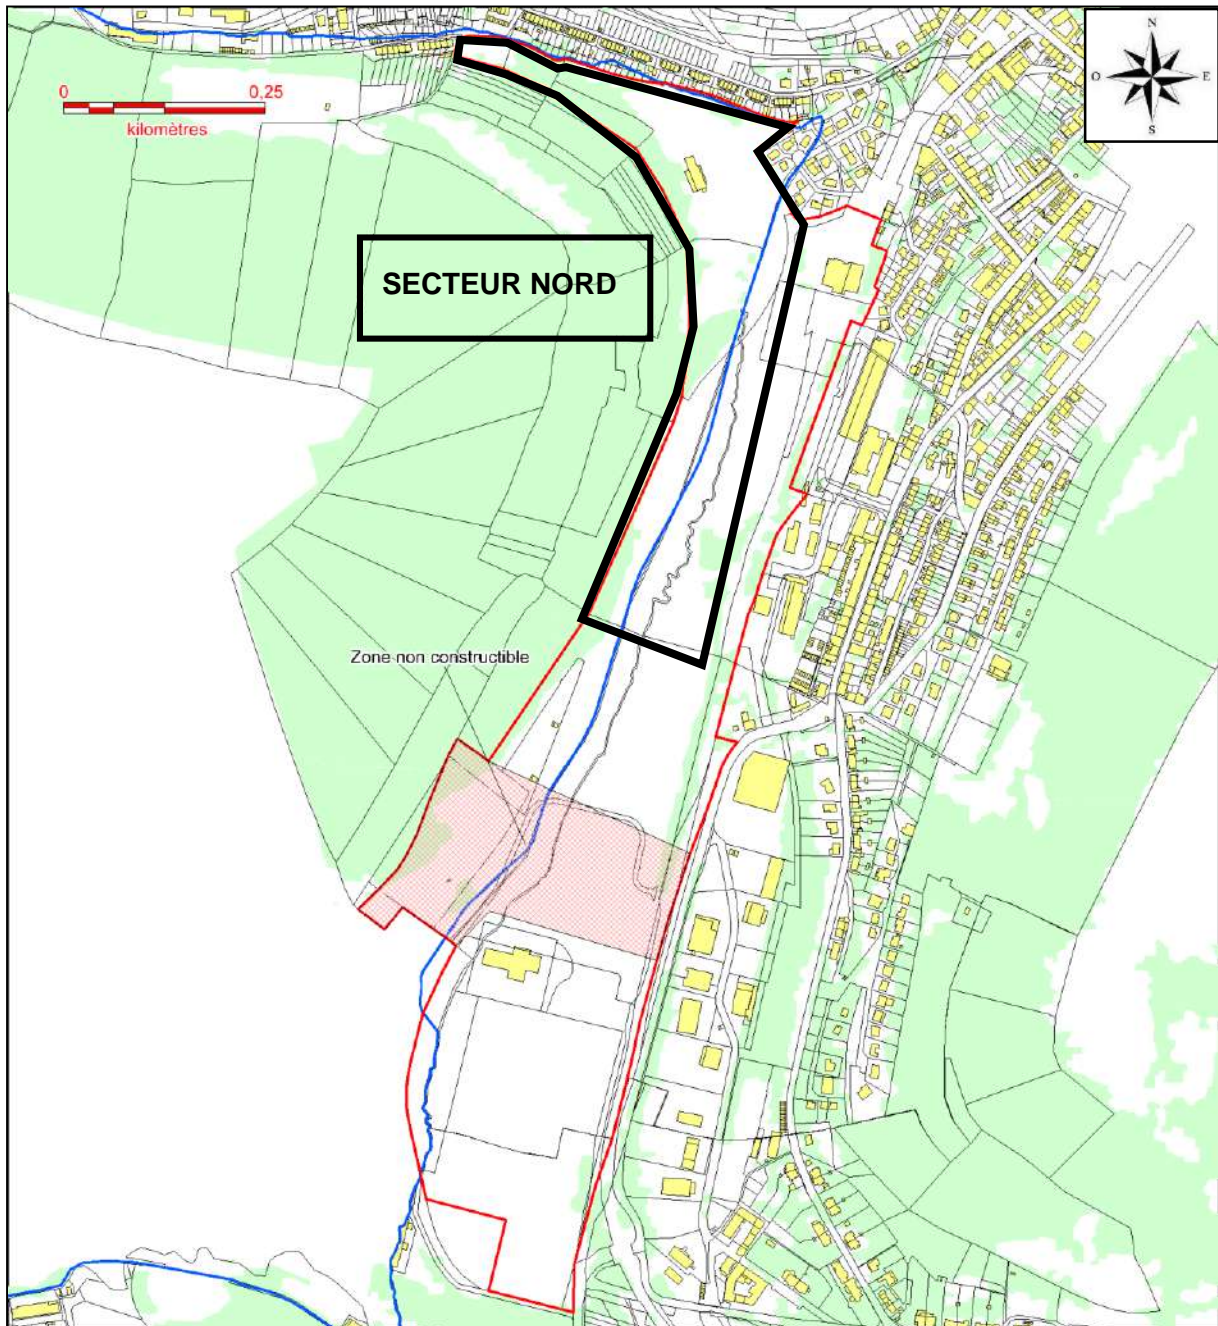 N
O E
S
0 0,25
kilomètres
SECTEUR NORD
Zone non constructible